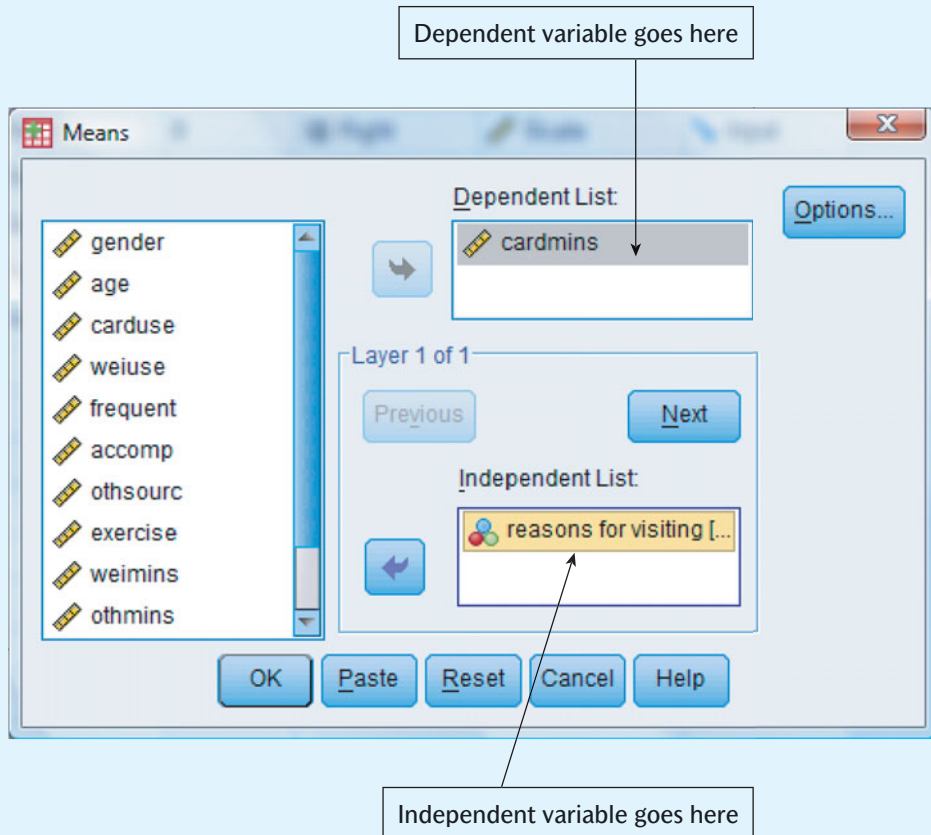 Dependent variable goes here
Means
Dependent List:
Options...
gender
age
carduse
weiuse
frequent
accomp
othsourc
exercise
weimins
othmins
cardmins
Layer 1 of 1
Previous
Next
Independent List:
reasons for visiting [...
OK
Paste
Reset
Cancel
Help
Independent variable goes here